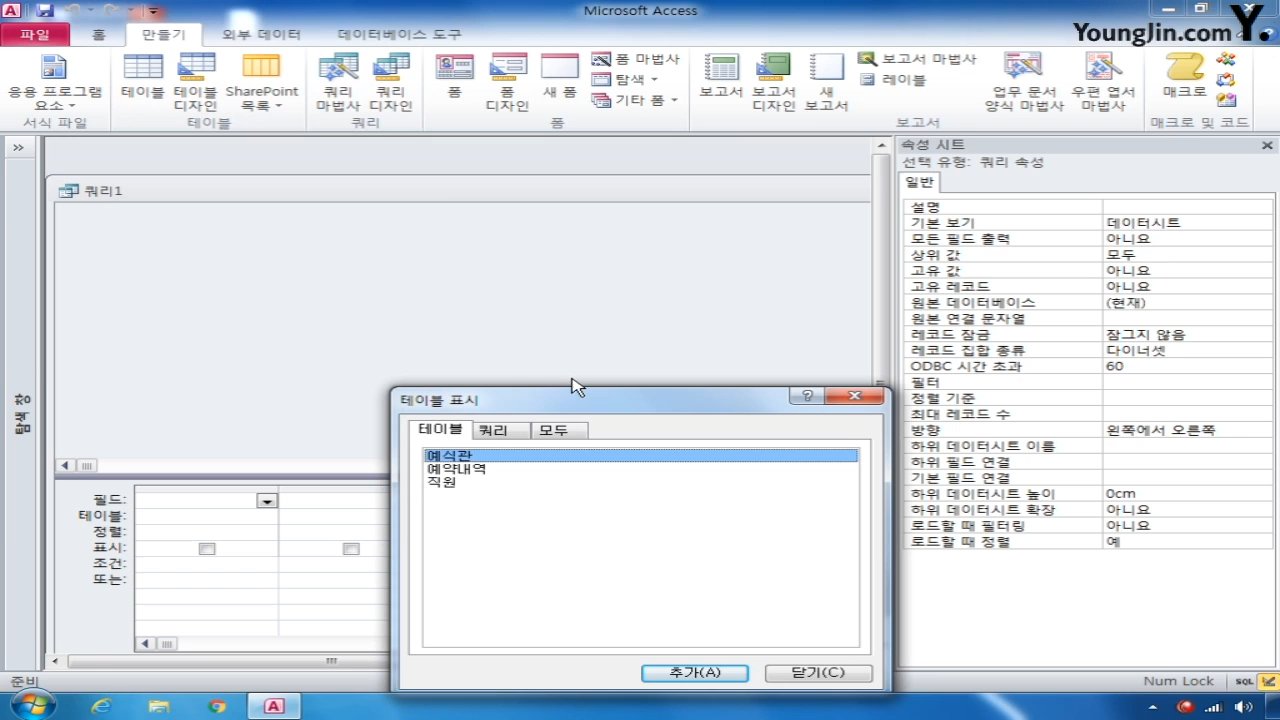 Microsoft Access
YoungJin.com Y.
파일 홈 만들기 외부 데이터 데이터베이스 도구
응용 프로그램 요소
테이블
테이블 디자인
SharePoint 목록
쿼리 마법사
쿼리 디자인
폼
폼 디자인
새 폼
폼 마법사
탐색
기타 폼
보고서
보고서 디자인
새 보고서
보고서 마법사
레이블
업무 문서 양식 마법사
우편 엽서 마법사
매크로
서식 파일 테이블 쿼리 폼 보고서 매크로 및 코드
탐색 창
쿼리1
필드:
테이블:
정렬:
표시:
조건:
또는:
테이블 표시
테이블 쿼리 모두
예식관
예약내역
직원
추가(A) 닫기(C)
속성 시트
선택 유형: 쿼리 속성
일반
설명
기본 보기 데이터시트
모든 필드 출력 아니요
상위 값 모두
고유 값 아니요
고유 레코드 아니요
원본 데이터베이스 (현재)
원본 연결 문자열
레코드 잠금 잠그지 않음
레코드 집합 종류 다이너셋
ODBC 시간 초과 60
필터
정렬 기준
최대 레코드 수
방향 왼쪽에서 오른쪽
하위 데이터시트 이름
하위 필드 연결
기본 필드 연결
하위 데이터시트 높이 0cm
하위 데이터시트 확장 아니요
로드할 때 필터링 아니요
로드할 때 정렬 예
준비 Num Lock SQL